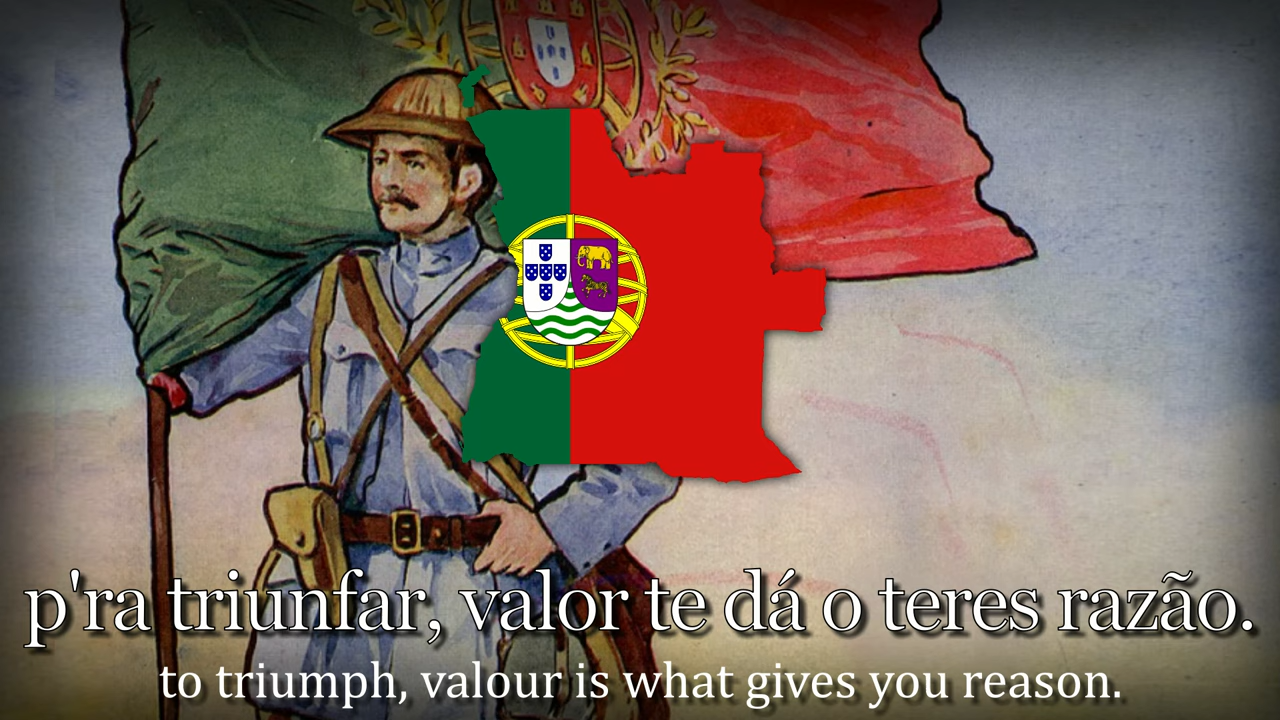 p'ra triunfar, valor te dá o teres razão.
to triumph, valour is what gives you reason.